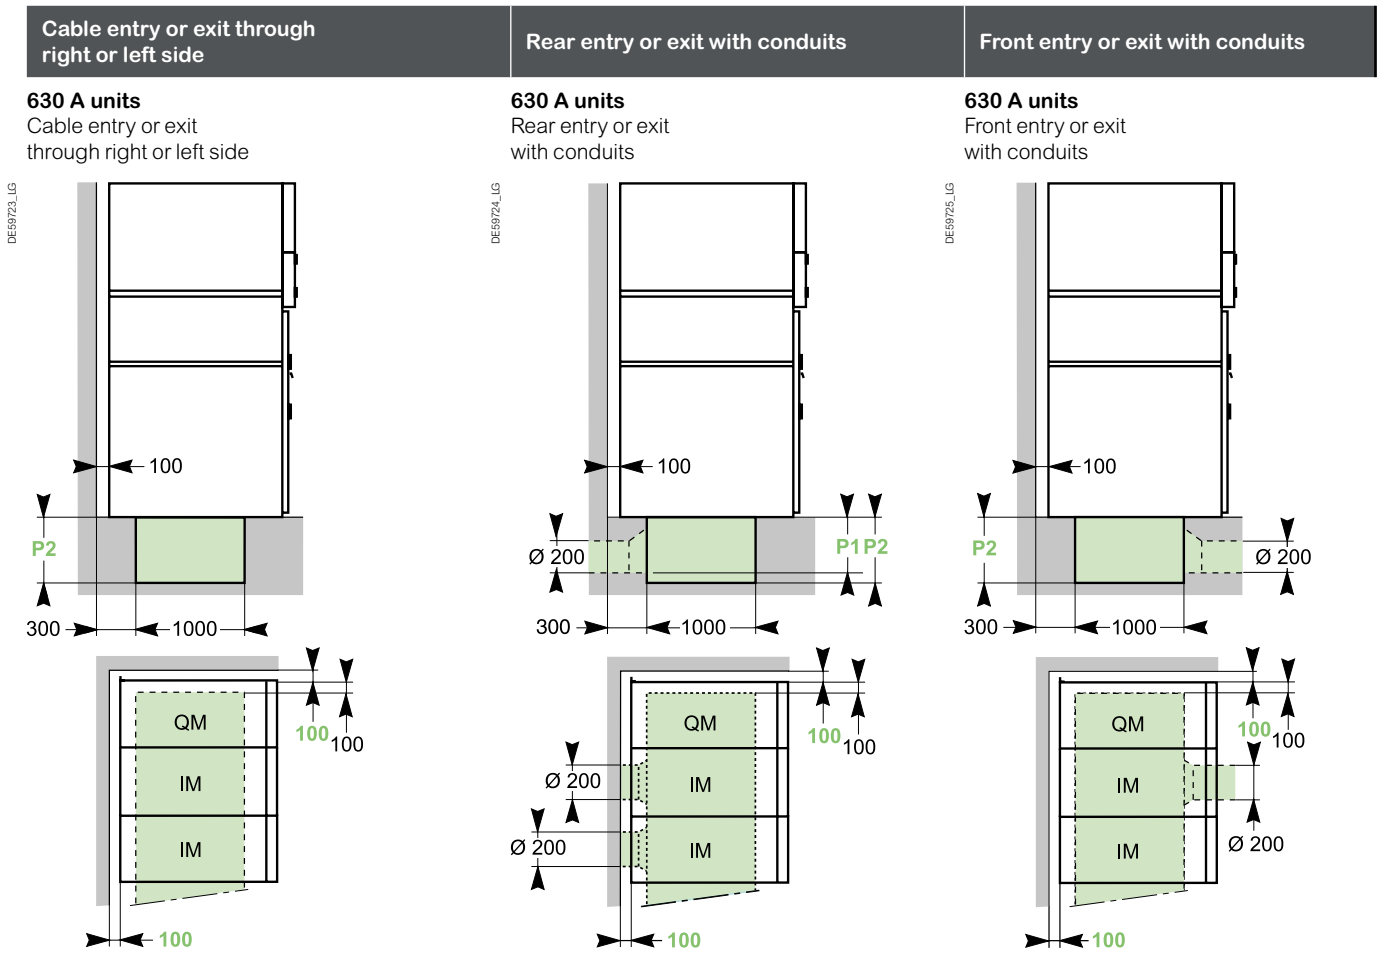 Cable entry or exit through
right or left side
Rear entry or exit with conduits
Front entry or exit with conduits
630 A units
Cable entry or exit
through right or left side
630 A units
Rear entry or exit
with conduits
630 A units
Front entry or exit
with conduits
DE59723_LG
100
P2
300
1000
QM
IM
IM
100
100
100
DE59724_LG
100
Ø 200
P1
P2
300
1000
QM
IM
IM
Ø 200
Ø 200
100
100
100
DE59725_LG
100
P2
Ø 200
300
1000
QM
IM
IM
100
100
Ø 200
100